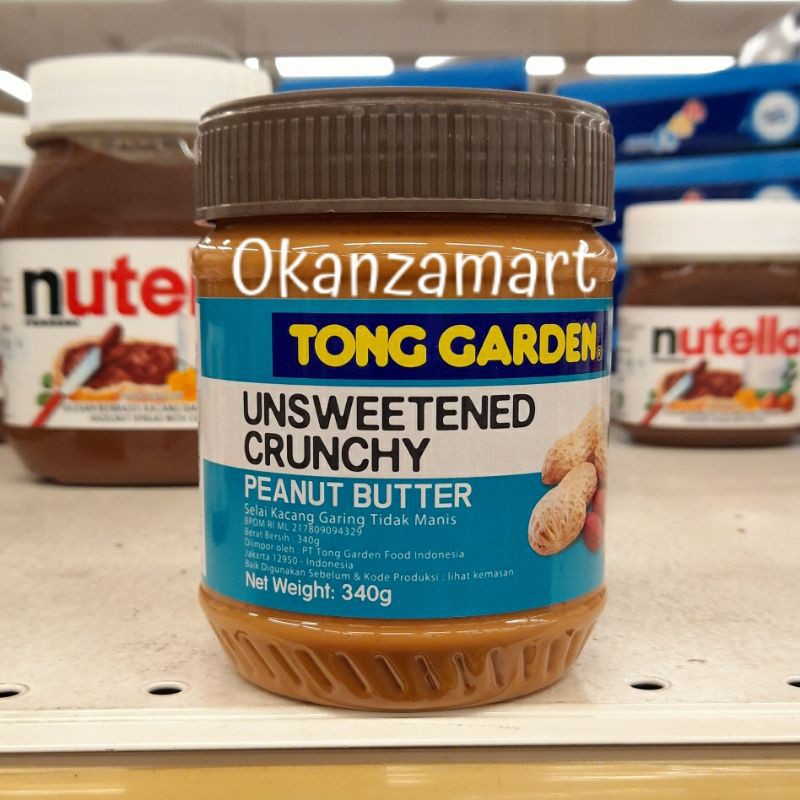 Okanzamart
TONG GARDEN
UNSWEETENED
CRUNCHY
PEANUT BUTTER
Selai Kacang Garing Tidak Manis
BPOM RI ML 217809094329
Berat Bersih : 340g
Diimpor oleh : PT Tong Garden Food Indonesia
Jakarta 12950 - Indonesia
Baik Digunakan Sebelum & Kode Produksi : lihat kemasan
Net Weight: 340g
nutel
FERRERO
nutella